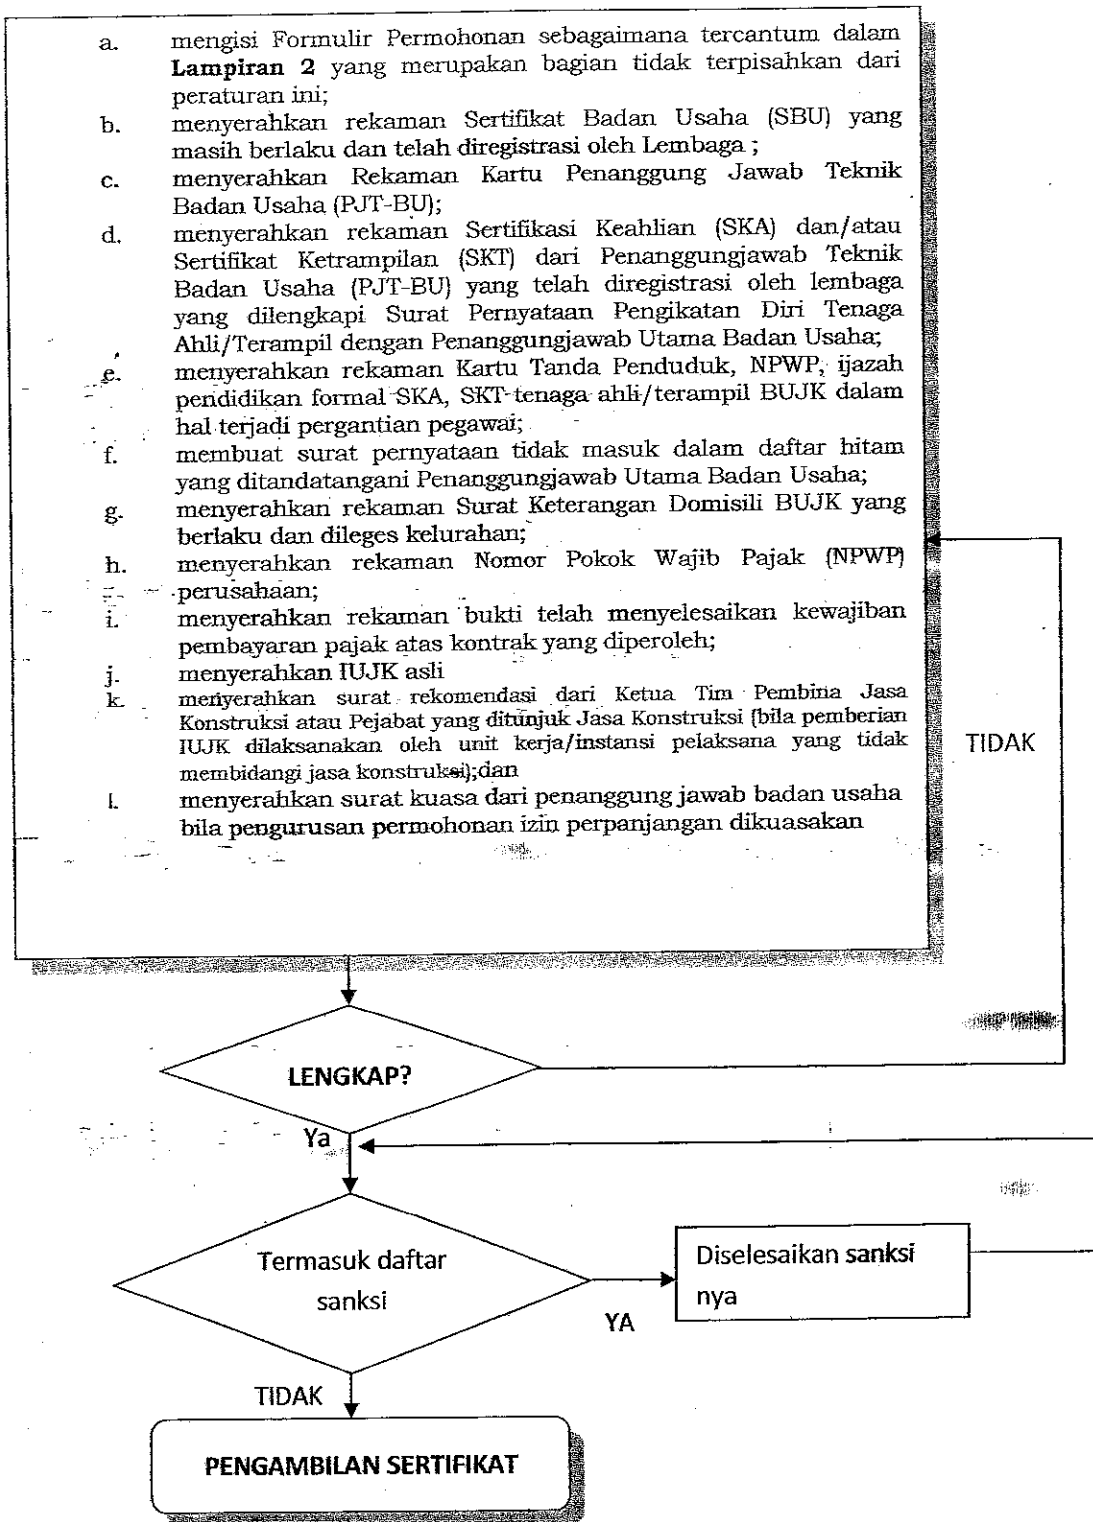 a. mengisi Formulir Permohonan sebagaimana tercantum dalam
Lampiran 2 yang merupakan bagian tidak terpisahkan dari
peraturan ini;
b. menyerahkan rekaman Sertifikat Badan Usaha (SBU) yang
masih berlaku dan telah diregistrasi oleh Lembaga ;
c. menyerahkan Rekaman Kartu Penanggung Jawab Teknik
Badan Usaha (PJT-BU);
d. menyerahkan rekaman Sertifikasi Keahlian (SKA) dan/atau
Sertifikat Ketrampilan (SKT) dari Penanggungjawab Teknik
Badan Usaha (PJT-BU) yang telah diregistrasi oleh lembaga
yang dilengkapi Surat Pernyataan Pengikatan Diri Tenaga
Ahli/Terampil dengan Penanggungjawab Utama Badan Usaha;
e. menyerahkan rekaman Kartu Tanda Penduduk, NPWP, ijazah
pendidikan formal SKA, SKT tenaga ahli/terampil BUJK dalam
hal terjadi pergantian pegawai;
f. membuat surat pernyataan tidak masuk dalam daftar hitam
yang ditandatangani Penanggungjawab Utama Badan Usaha;
g. menyerahkan rekaman Surat Keterangan Domisili BUJK yang
berlaku dan dileges kelurahan;
h. menyerahkan rekaman Nomor Pokok Wajib Pajak (NPWP)
perusahaan;
i. menyerahkan rekaman bukti telah menyelesaikan kewajiban
pembayaran pajak atas kontrak yang diperoleh;
j. menyerahkan IUJK asli
k. menyerahkan surat rekomendasi dari Ketua Tim Pembina Jasa
Konstruksi atau Pejabat yang ditunjuk Jasa Konstruksi (bila pemberian
IUJK dilaksanakan oleh unit kerja/instansi pelaksana yang tidak
membidangi jasa konstruksi);dan
l. menyerahkan surat kuasa dari penanggung jawab badan usaha
bila pengurusan permohonan izin perpanjangan dikuasakan
TIDAK
LENGKAP?
Ya
Termasuk daftar
sanksi
YA
Diselesaikan sanksi
nya
TIDAK
PENGAMBILAN SERTIFIKAT